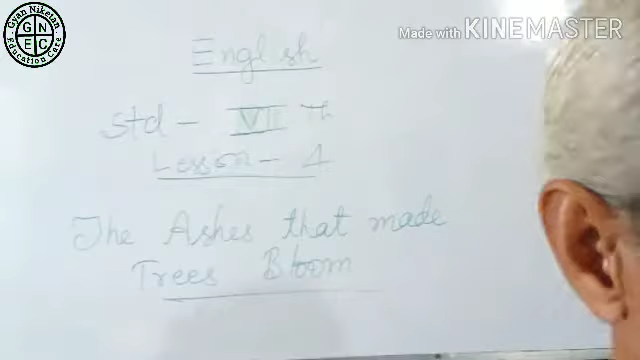 Gyan Niketan
G N
E C
Education Care
Made with KINEMASTER
English
Std - VII Th
Lesson - 4
The Ashes that made
Trees Bloom